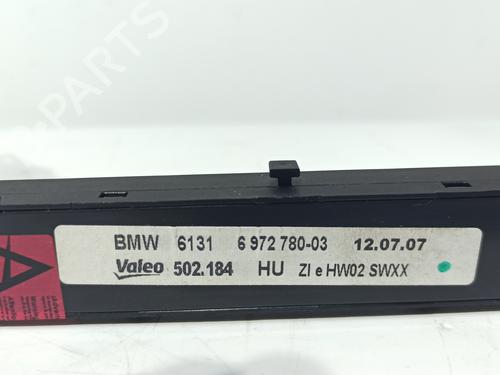 BMW 6131 6 972 780-03 12.07.07
Valeo 502.184 HU ZI e HW02 SWXX